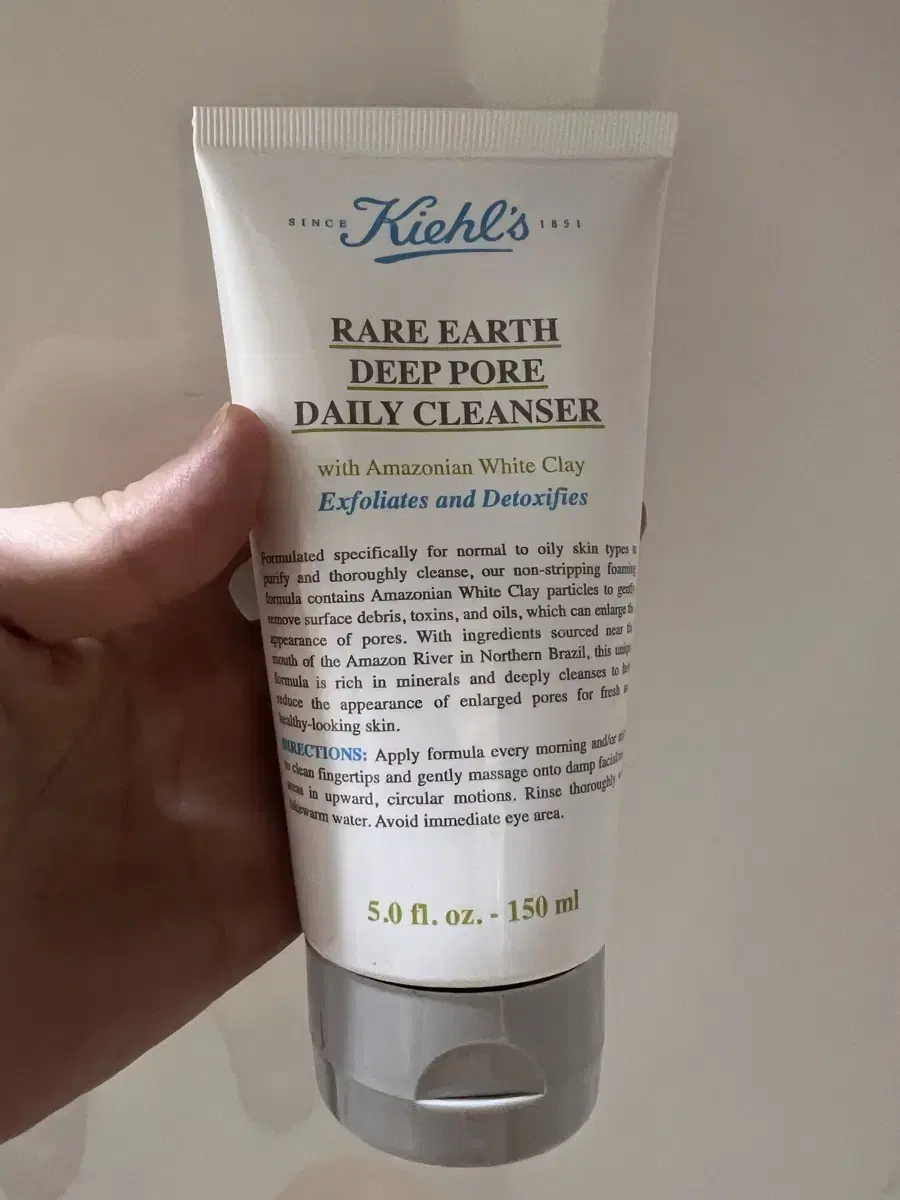 SINCE Kiehl's 1851
RARE EARTH
DEEP PORE
DAILY CLEANSER
with Amazonian White Clay
Exfoliates and Detoxifies
Formulated specifically for normal to oily skin types
purify and thoroughly cleanse, our non-stripping foaming
formula contains Amazonian White Clay particles to gently
remove surface debris, toxins, and oils, which can enlarge
appearance of pores. With ingredients sourced near
mouth of the Amazon River in Northern Brazil, this unique
formula is rich in minerals and deeply cleanses to
reduce the appearance of enlarged pores for fresh
healthy-looking skin.
DIRECTIONS: Apply formula every morning and/or
to clean fingertips and gently massage onto damp
areas in upward, circular motions. Rinse thoroughly
lukewarm water. Avoid immediate eye area.
5.0 fl. oz. - 150 ml